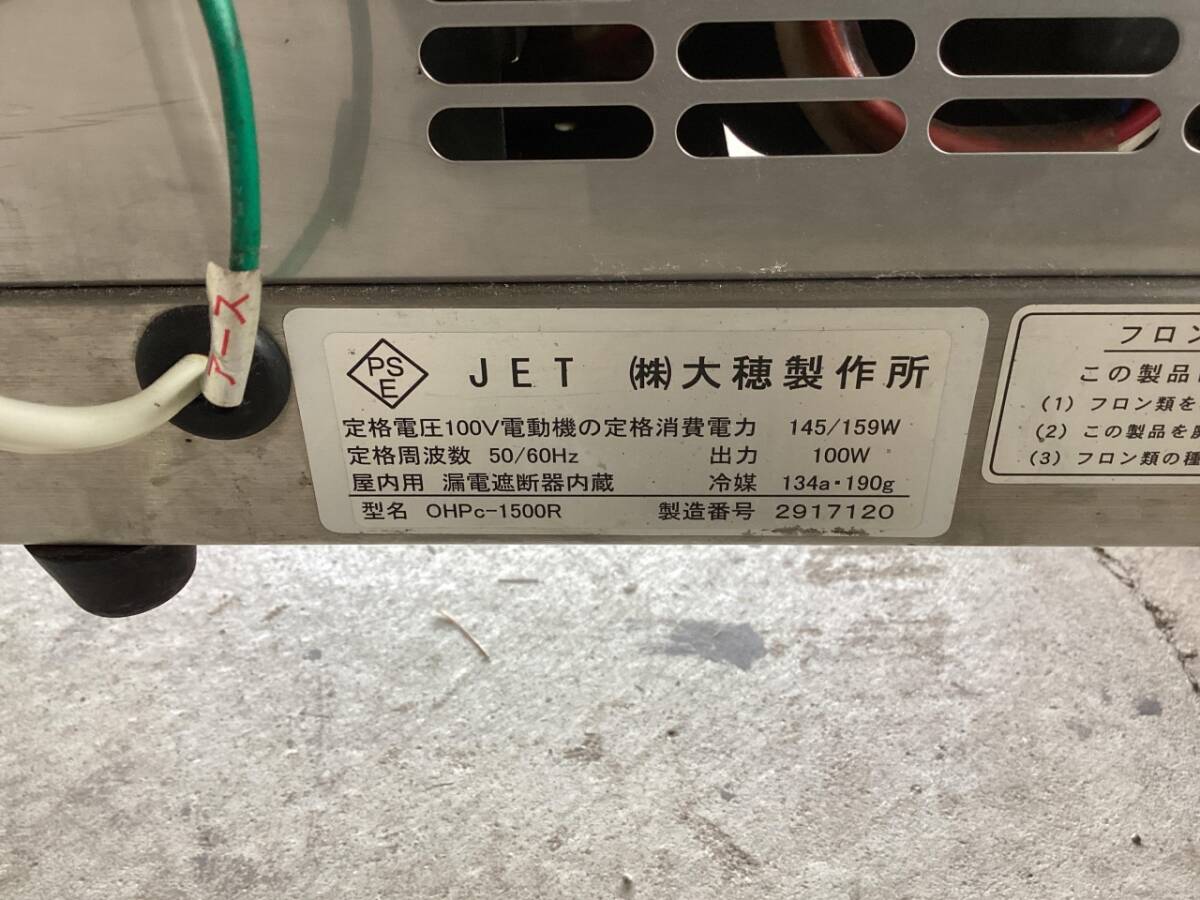 アース
PS
E
JET ㈱大穂製作所
定格電圧100V電動機の定格消費電力 145/159W
定格周波数 50/60Hz 出力 100W
屋内用 漏電遮断器内蔵 冷媒 134a・190g
型名 OHPc-1500R 製造番号 2917120
フロン
この製品
(1) フロン類を
(2) この製品を
(3) フロン類の種